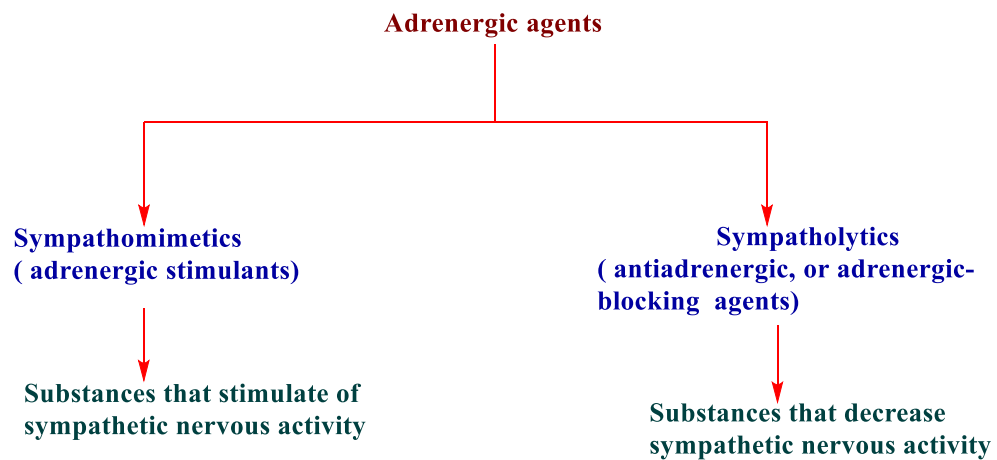 Adrenergic agents
Sympathomimetics
( adrenergic stimulants)
Sympatholytics
( antiadrenergic, or adrenergic-
blocking  agents)
Substances that stimulate of
sympathetic nervous activity
Substances that decrease
sympathetic nervous activity